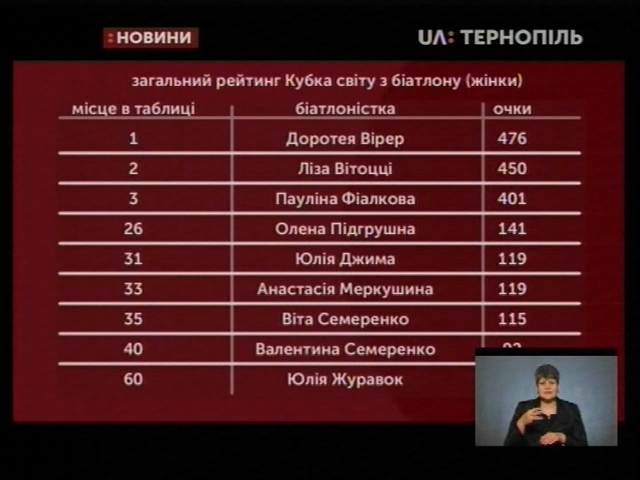 :НОВИНИ
UA: ТЕРНОПІЛЬ
загальний рейтинг Кубка світу з біатлону (жінки)
місце в таблиці біатлоністка очки
1 Доротея Вірер 476
2 Ліза Вітоцці 450
3 Пауліна Фіалкова 401
26 Олена Підгрушна 141
31 Юлія Джима 119
33 Анастасія Меркушина 119
35 Віта Семеренко 115
40 Валентина Семеренко
60 Юлія Журавок